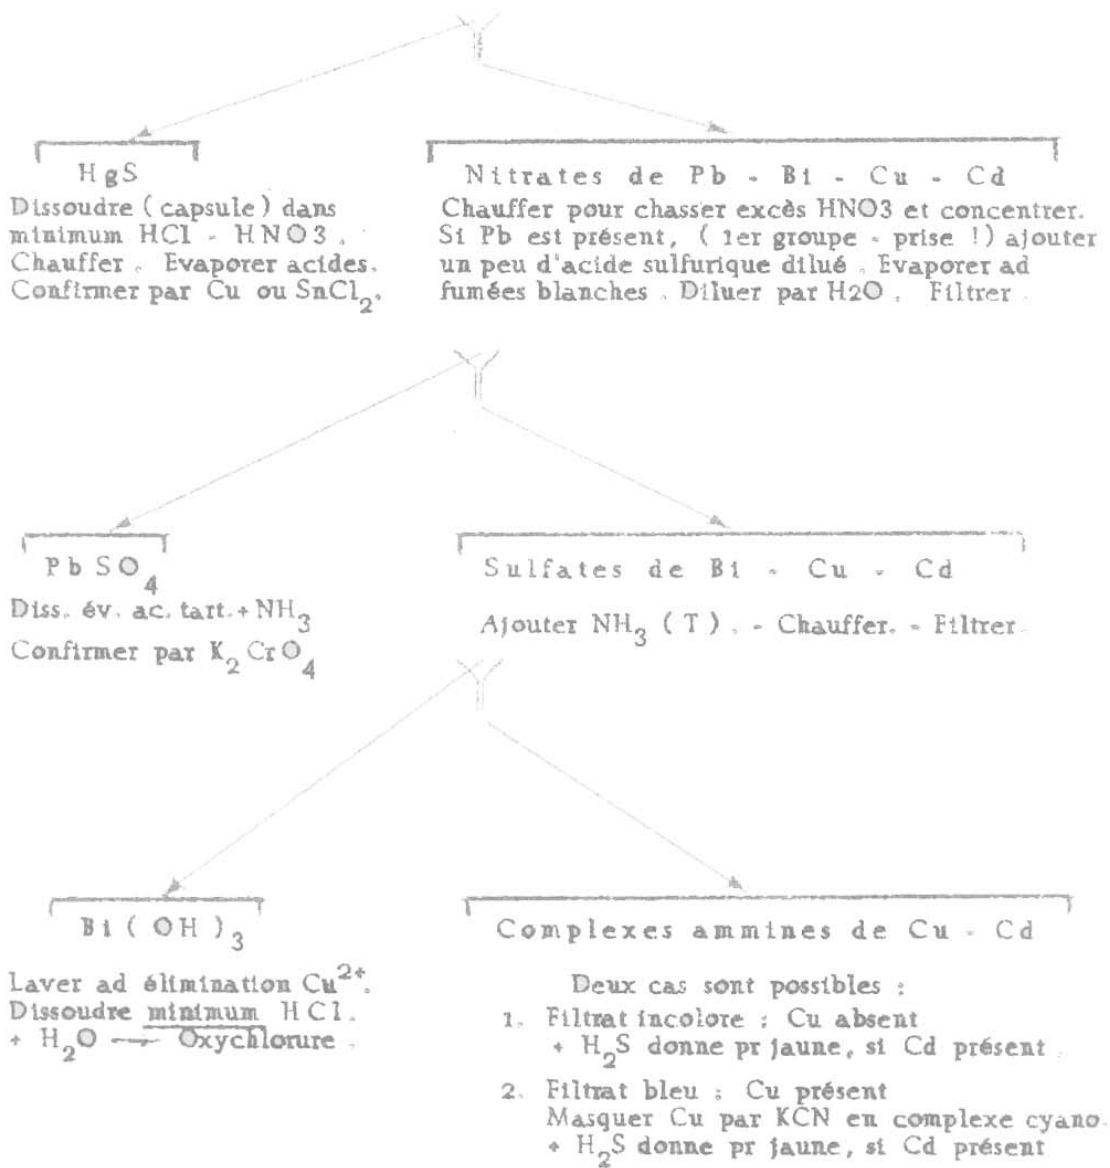 HgS
Dissoudre (capsule) dans
minimum HCl - HNO3.
Chauffer. Evaporer acides.
Confirmer par Cu ou SnCl2.
Nitrates de Pb - Bi - Cu - Cd
Chauffer pour chasser excès HNO3 et concentrer.
Si Pb est présent, (1er groupe - prise !) ajouter
un peu d'acide sulfurique dilué. Evaporer ad
fumées blanches. Diluer par H2O. Filtrer.
PbSO4
Diss. év. ac. tart. + NH3
Confirmer par K2CrO4
Sulfates de Bi - Cu - Cd
Ajouter NH3 (T). - Chauffer. - Filtrer.
Bi(OH)3
Laver ad élimination Cu2+.
Dissoudre minimum HCl.
+ H2O → Oxychlorure.
Complexes ammines de Cu - Cd
Deux cas sont possibles :
1. Filtrat incolore : Cu absent
+ H2S donne pr jaune, si Cd présent.
2. Filtrat bleu : Cu présent
Masquer Cu par KCN en complexe cyano.
+ H2S donne pr jaune, si Cd présent